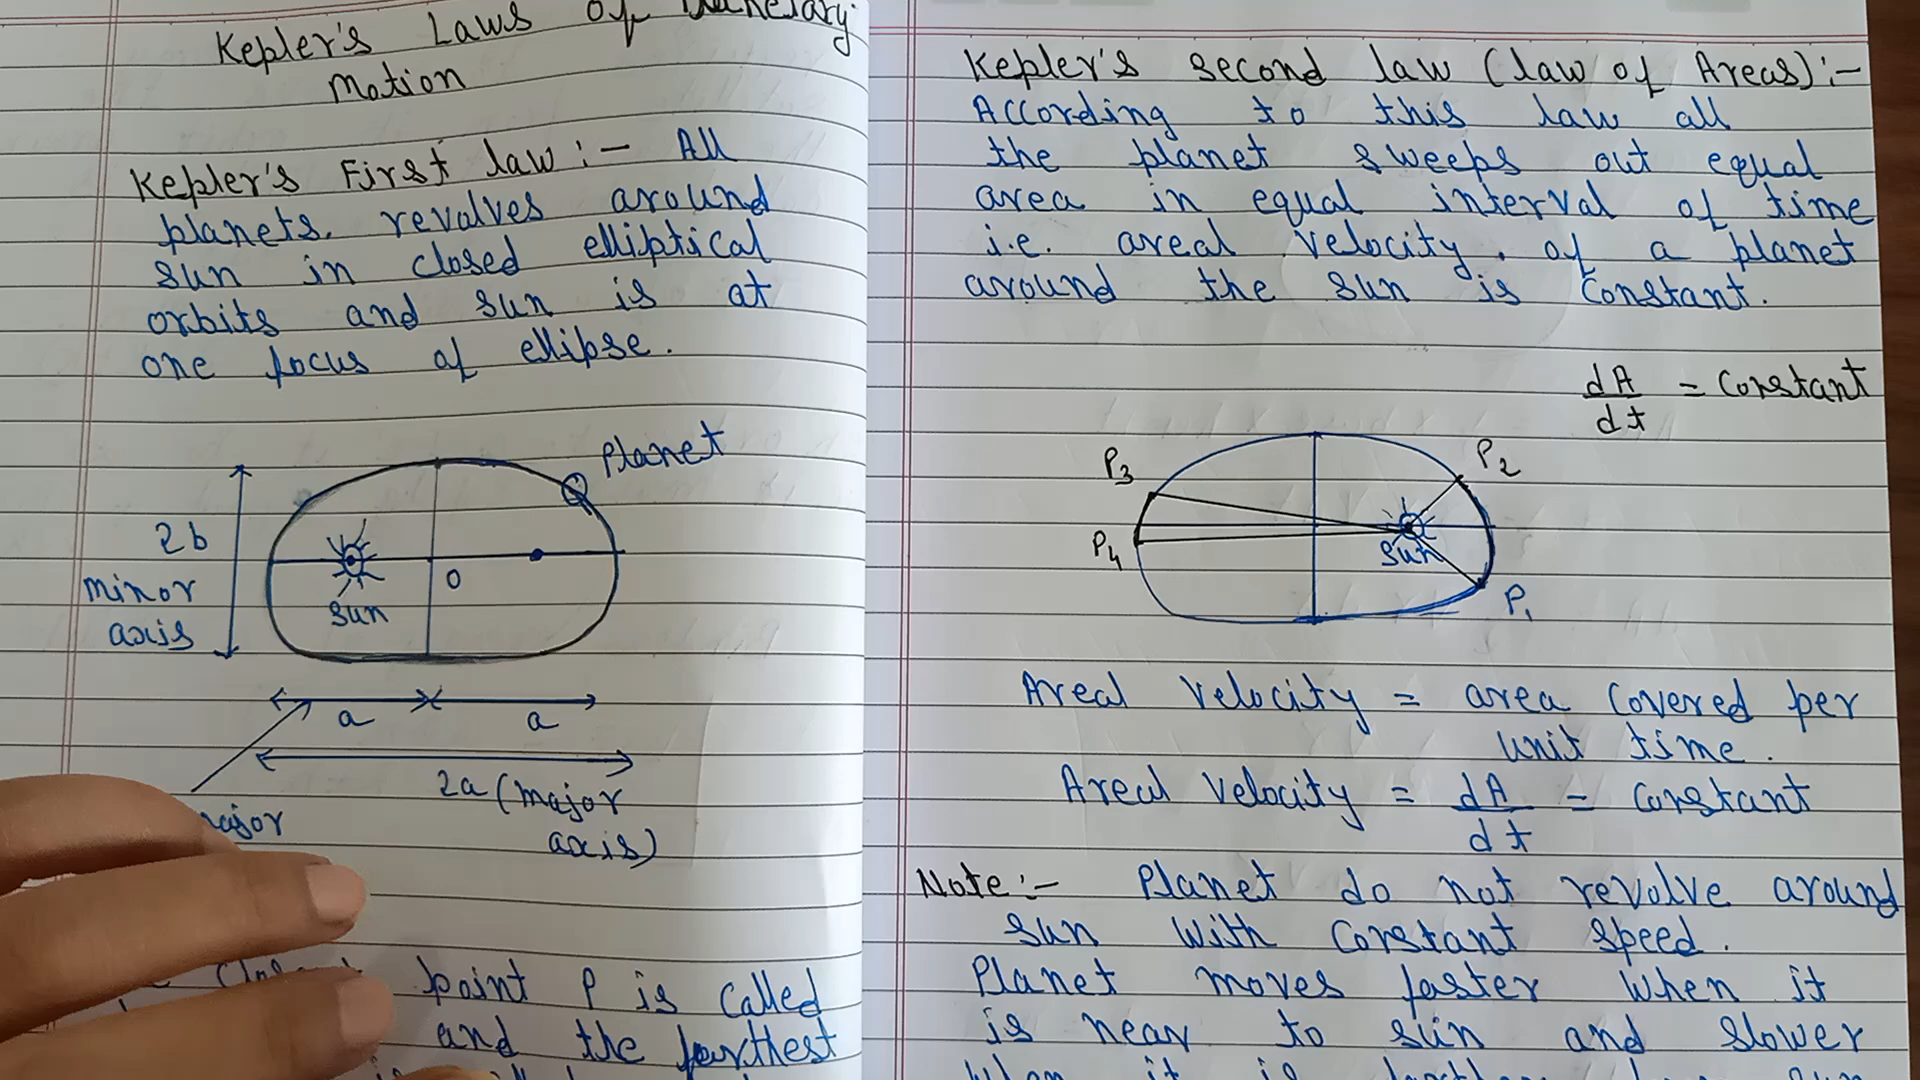 Kepler's Laws of Planetary
Motion
Kepler's First law :- All
planets revolves around
sun in closed elliptical
orbits and sun is at
one focus of ellipse.
Planet
2b
minor
axis
sun
O
a
a
2a (major
axis)
point P is called
and the farthest
Kepler's second law (law of Areas):-
According to this law all
the planet sweeps out equal
area in equal interval of time
i.e. areal velocity of a planet
around the sun is constant.
dA/dt = constant
P3
P2
P4
sun
P1
Areal velocity = area covered per
unit time.
Areal velocity = dA/dt = constant
Note:- Planet do not revolve around
sun with constant speed.
Planet moves faster when it
is near to sun and slower
when it is